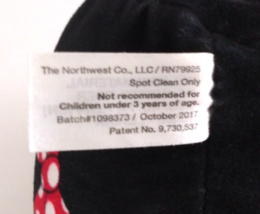 The Northwest Co., LLC / RN79925
Spot Clean Only
Not recommended for
Children under 3 years of age.
Batch#1098373 / October 2017
Patent No. 9,730,537